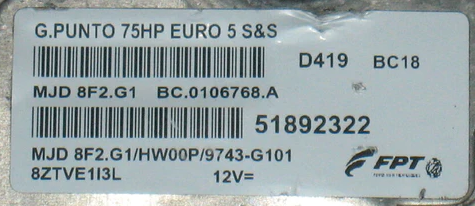 G.PUNTO 75HP EURO 5 S&S
D419 BC18
MJD 8F2.G1 BC.0106768.A
51892322
MJD 8F2.G1/HW00P/9743-G101
8ZTVE1I3L 12V=
FPT